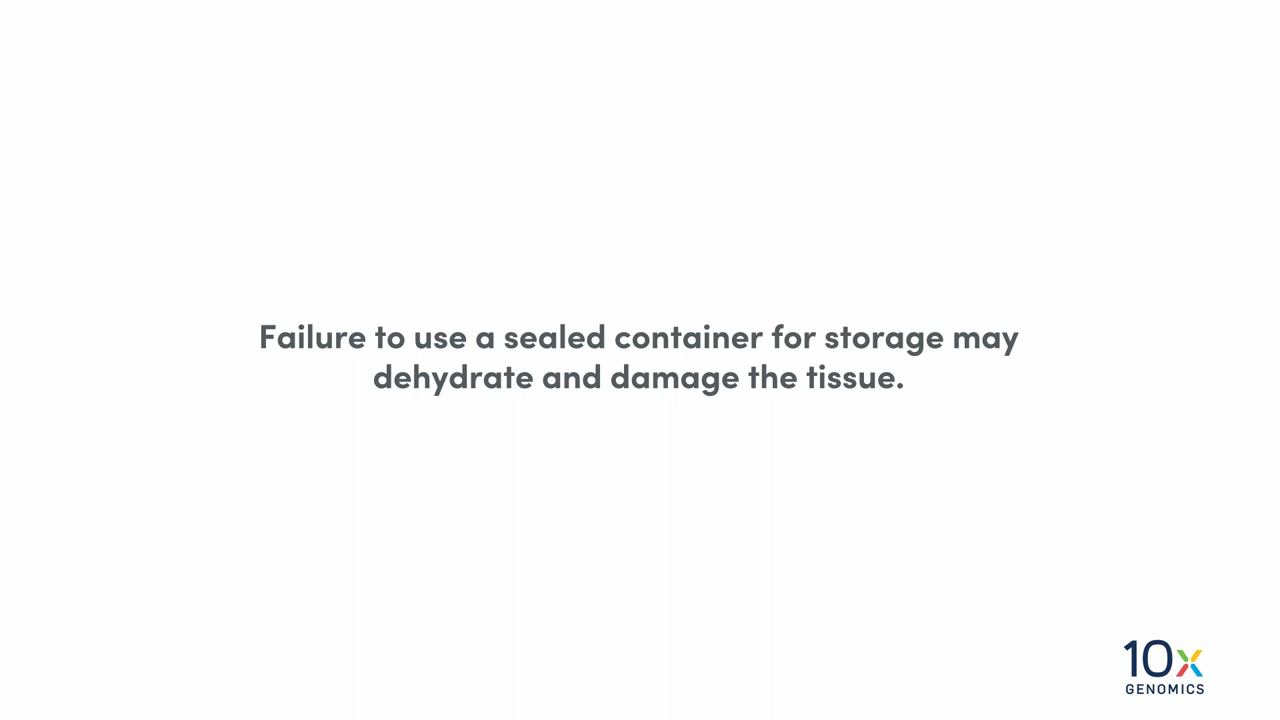 Failure to use a sealed container for storage may
dehydrate and damage the tissue.
10x
GENOMICS